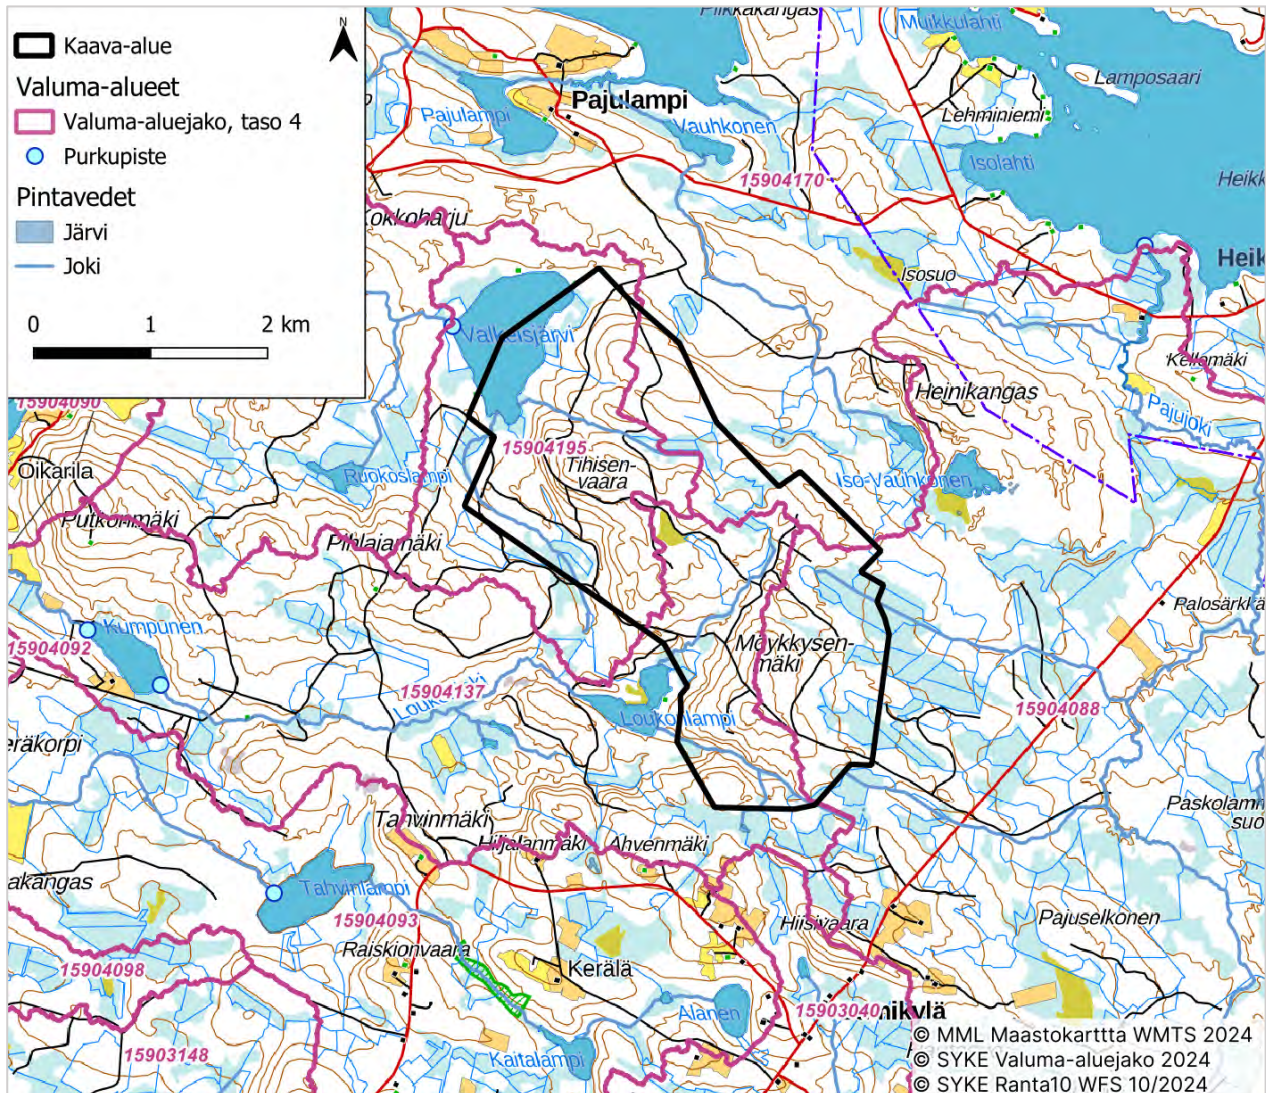 Kaava-alue
Valuma-alueet
Valuma-aluejako, taso 4
Purkupiste
Pintavedet
Järvi
Joki
0 1 2 km
N
Pilkkakangas
Muikkulahti
Lamposaari
Pajulampi
Pajulampi
Lehminiemi
Vauhkonen
Isolahti
15904170
Heikk
Kokkoharju
Heik
Isosuo
Valkeisjärvi
Kellomäki
15904090
Heinikangas
Pajujoki
15904195
Oikarila
Tihisen-
vaara
Ruokoslampi
Iso-Vauhkonen
Putkonmäki
Pihlajamäki
Palosärkkä
Kumpunen
15904092
Möykkysen-
mäki
15904137
Loukonlampi
15904088
eräkorpi
Paskolamm
suo
Tahvinmäki
Hiljalanmäki
Ahvenmäki
akangas
Tahvinlampi
15904093
Hiisivaara
Pajuselkonen
Raiskionvaara
15904098
Kerälä
Alanen
15903040
nikylä
15903148
Kaitalampi
© MML Maastokarttta WMTS 2024
© SYKE Valuma-aluejako 2024
© SYKE Ranta10 WFS 10/2024